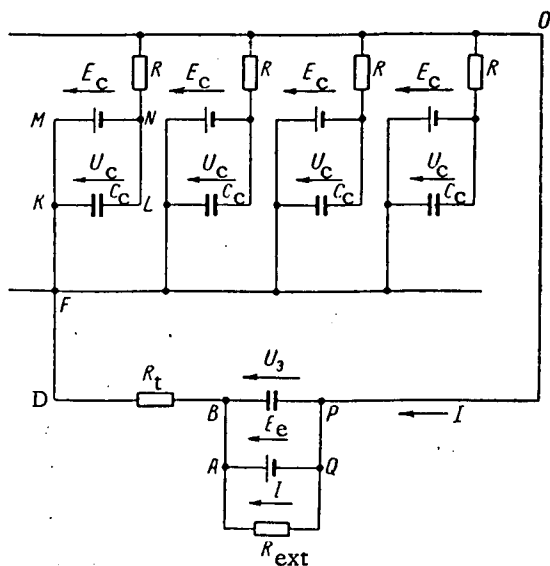 O
R R R R
E_c E_c E_c E_c
M N
U_c U_c U_c U_c
K C_c L C_c C_c C_c
F
U_3
D R_t B P I
E_e
A Q
I
R_ext